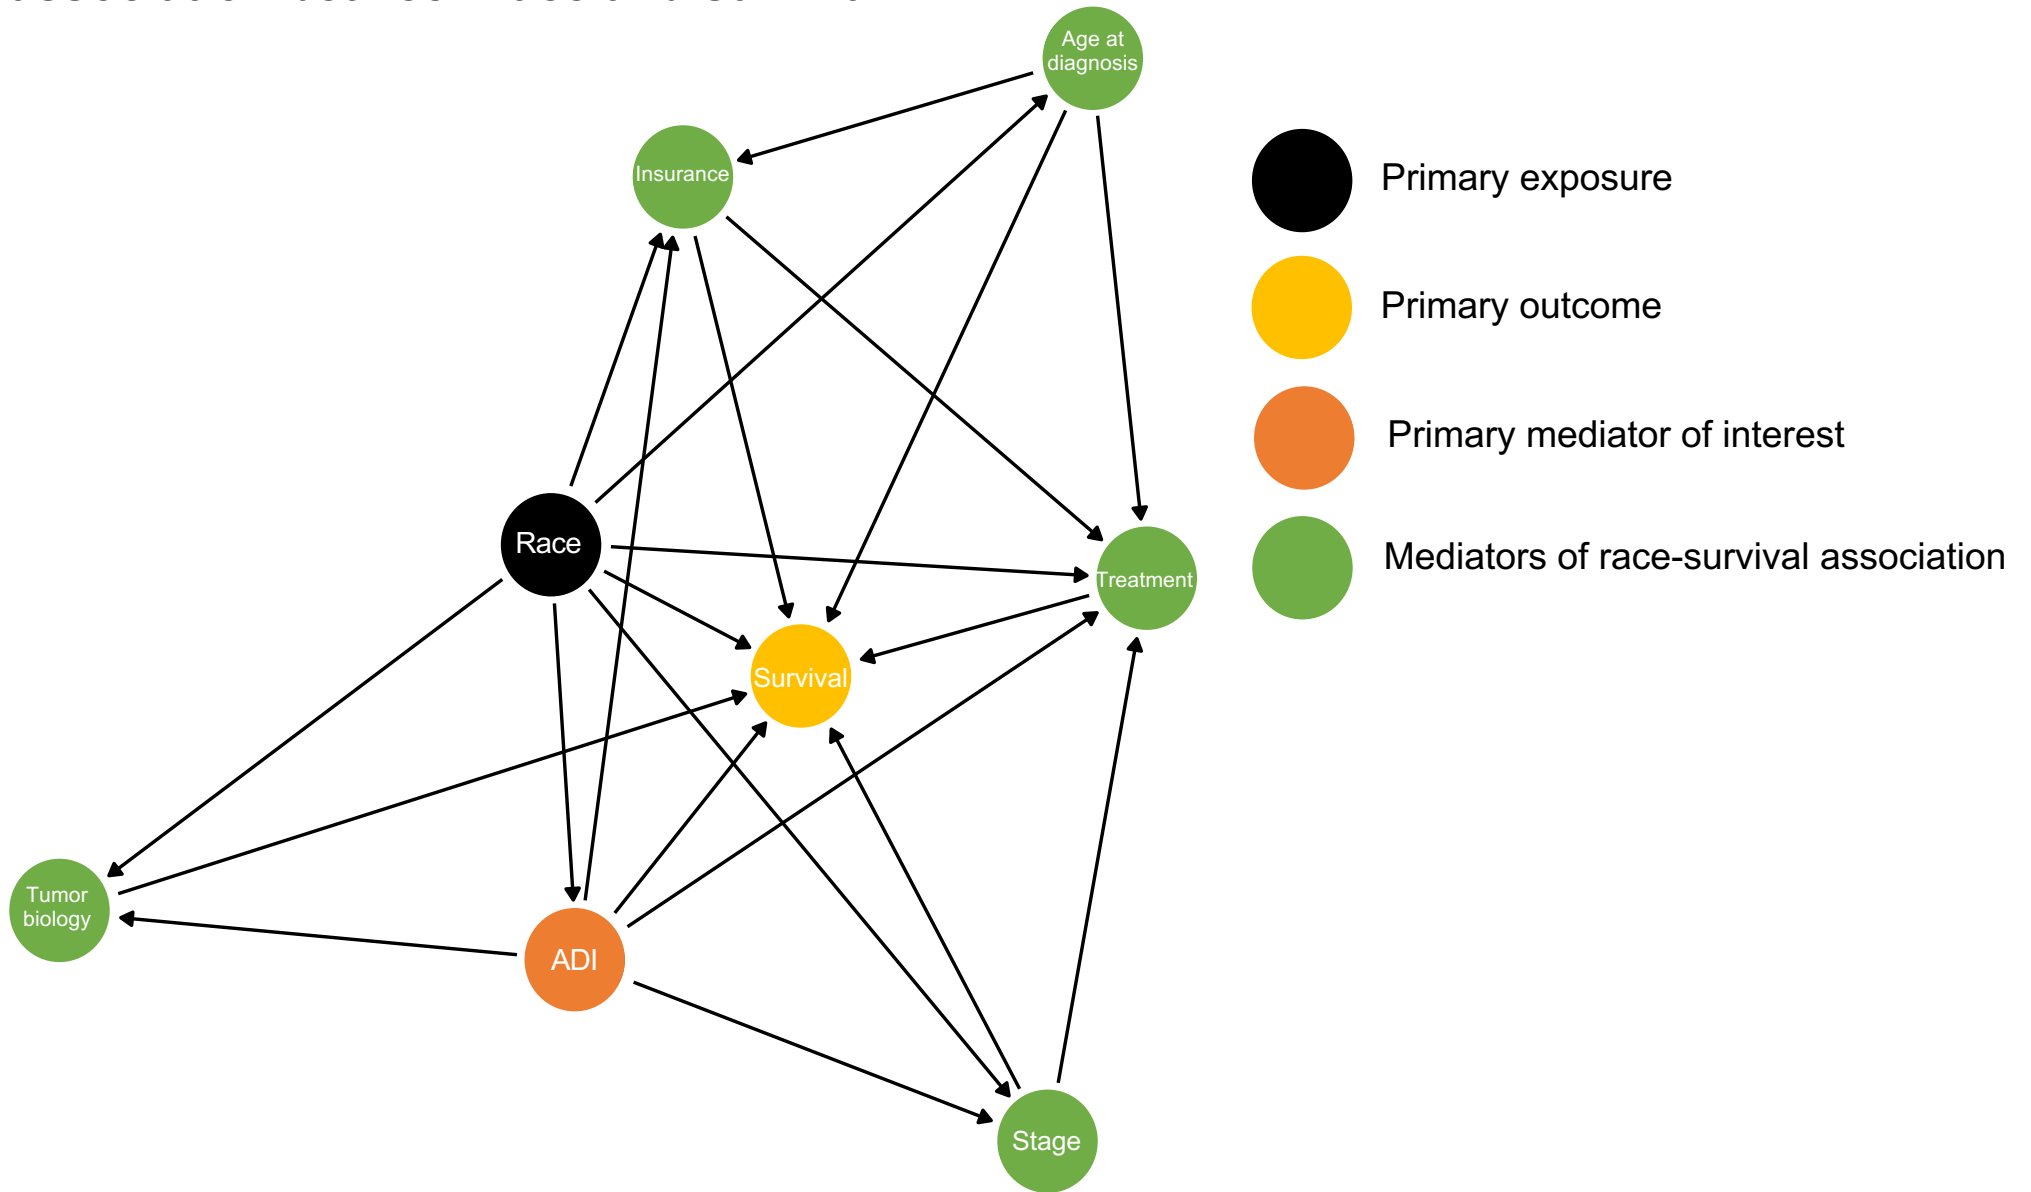 Age at
diagnosis
Insurance
Primary exposure
Primary outcome
Primary mediator of interest
Race
Mediators of race-survival association
Treatment
Survival
Tumor
biology
ADI
Stage